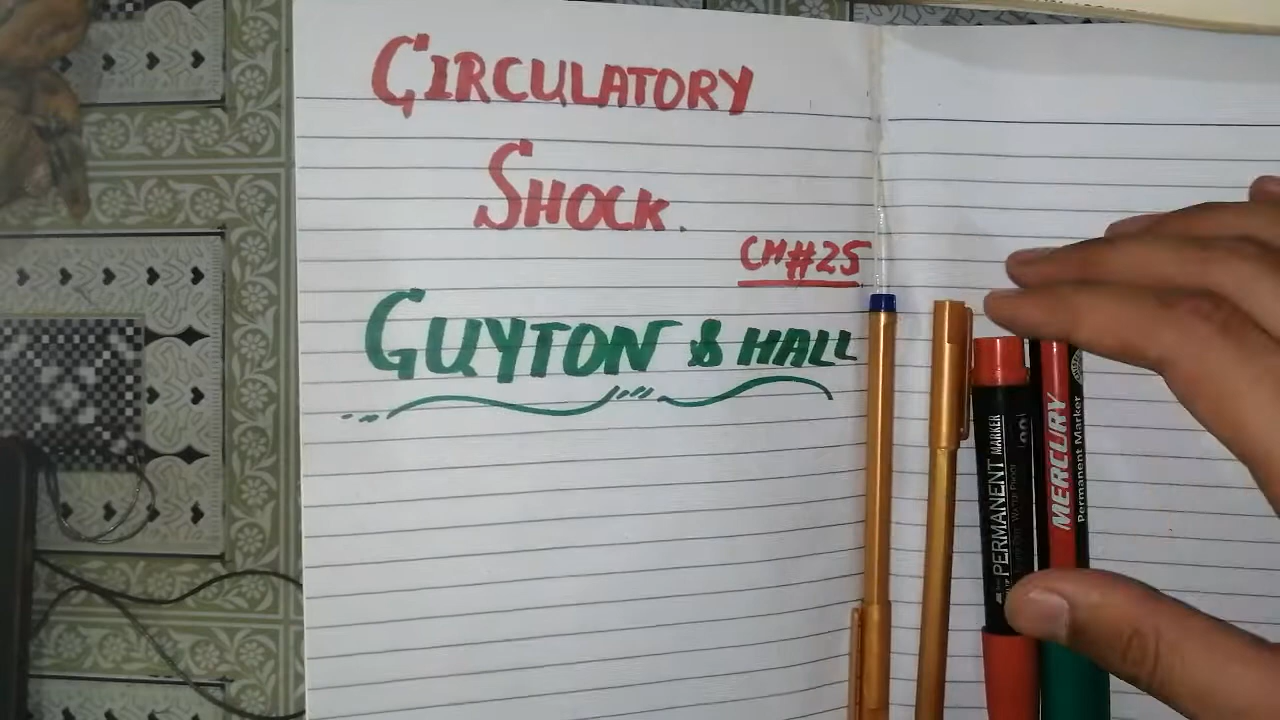 CIRCULATORY
SHOCK.
CH#25
GUYTON & HALL
PERMANENT MARKER
MERCURY
Permanent Marker